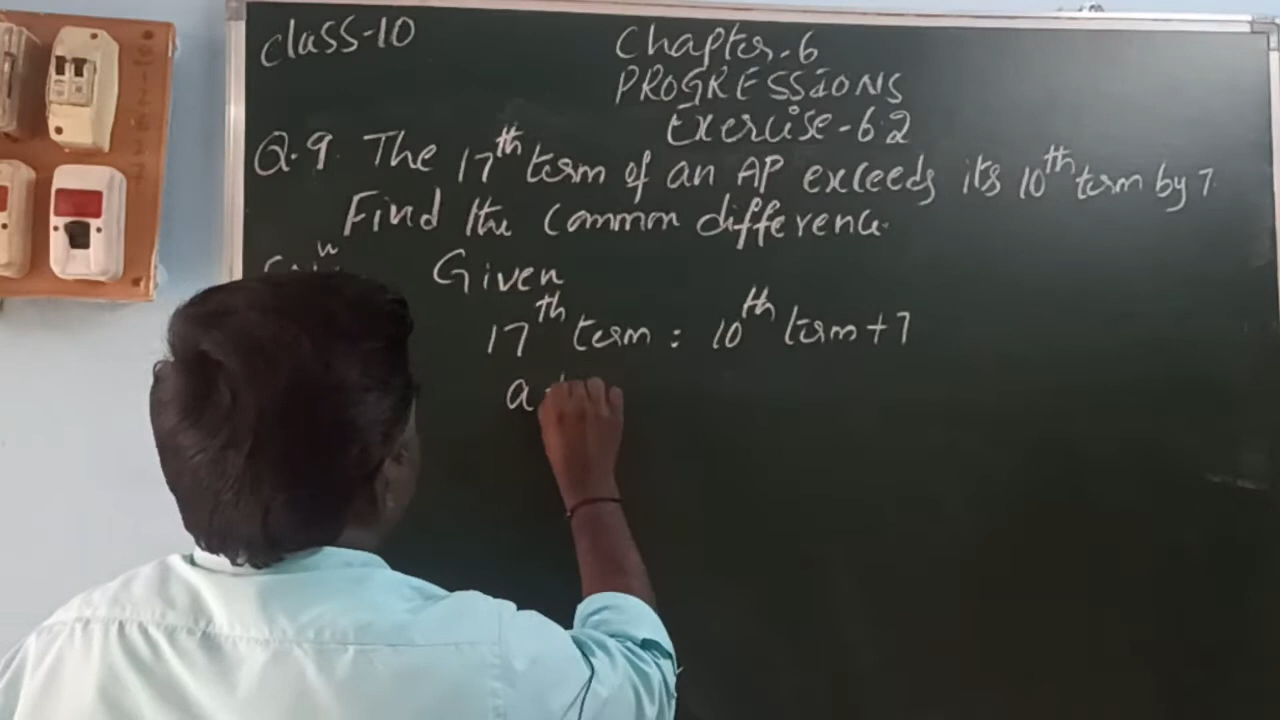 Class-10
Chapter-6
PROGRESSIONS
Exercise-6.2
Q.9. The 17th term of an AP exceeds its 10th term by 7.
Find the common difference.
Given
17th term = 10th term + 7
a +